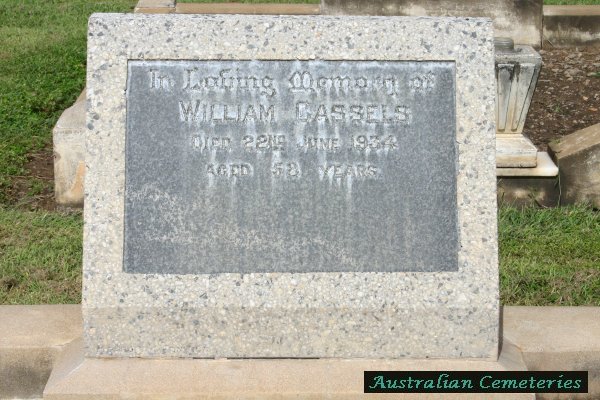 In Loving Memory of
WILLIAM CASSELS
DIED 22ND JUNE 1934
AGED 58 YEARS
Australian Cemeteries